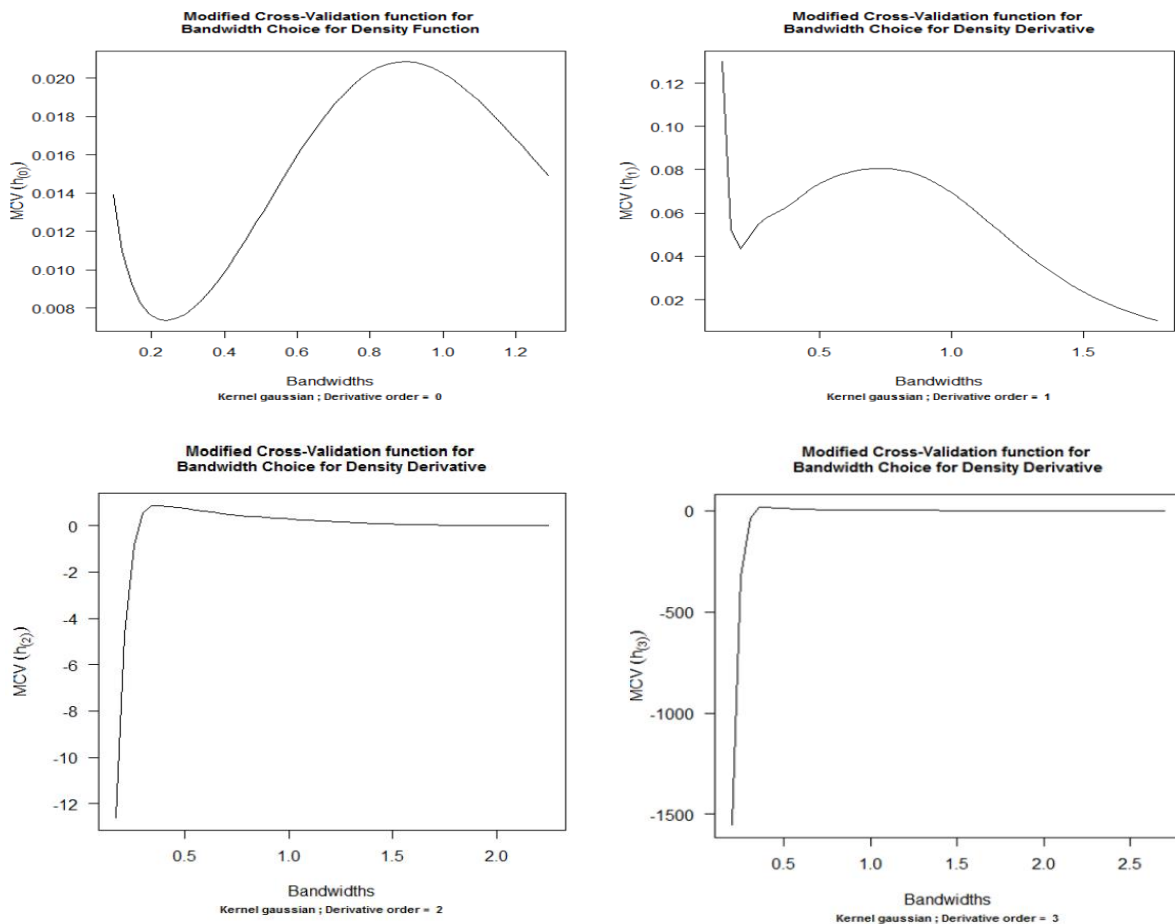 Modified Cross-Validation function for
Bandwidth Choice for Density Function
0.020
0.018
0.016
0.014
0.012
0.010
0.008
MCV (h(0))
0.2 0.4 0.6 0.8 1.0 1.2
Bandwidths
Kernel gaussian ; Derivative order = 0
Modified Cross-Validation function for
Bandwidth Choice for Density Derivative
0.12
0.10
0.08
0.06
0.04
0.02
MCV (h(1))
0.5 1.0 1.5
Bandwidths
Kernel gaussian ; Derivative order = 1
Modified Cross-Validation function for
Bandwidth Choice for Density Derivative
0
-2
-4
-6
-8
-10
-12
MCV (h(2))
0.5 1.0 1.5 2.0
Bandwidths
Kernel gaussian ; Derivative order = 2
Modified Cross-Validation function for
Bandwidth Choice for Density Derivative
0
-500
-1000
-1500
MCV (h(3))
0.5 1.0 1.5 2.0 2.5
Bandwidths
Kernel gaussian ; Derivative order = 3